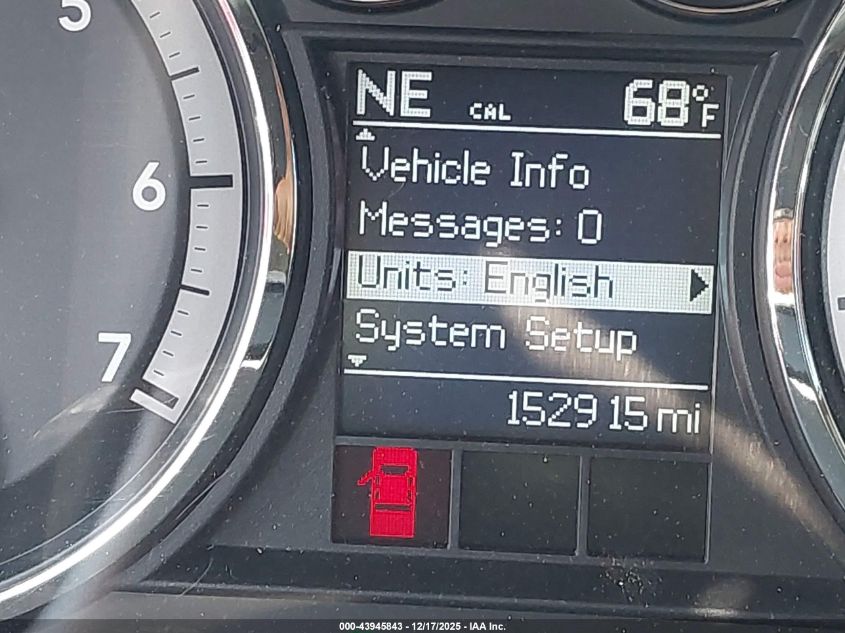 5
6
7
NE CAL 68°F
Vehicle Info
Messages: 0
Units: English
System Setup
152915 mi
000-43945843 - 12/17/2025 - IAA Inc.